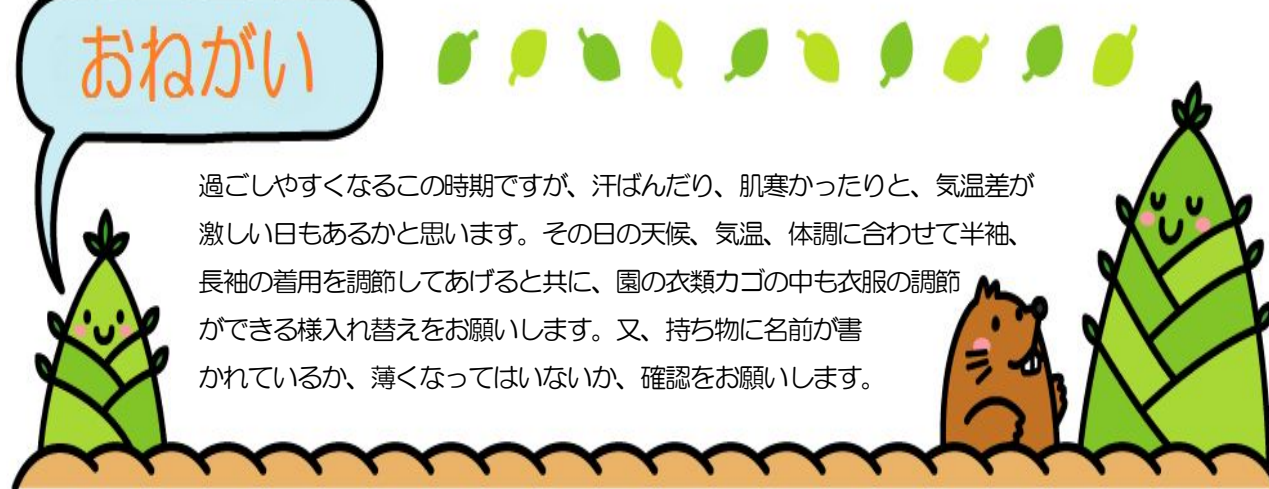 おねがい
過ごしやすくなるこの時期ですが、汗ばんだり、肌寒かったりと、気温差が
激しい日もあるかと思います。その日の天候、気温、体調に合わせて半袖、
長袖の着用を調節してあげると共に、園の衣類カゴの中も衣服の調節
ができる様入れ替えをお願いします。又、持ち物に名前が書
かれているか、薄くなってはいないか、確認をお願いします。